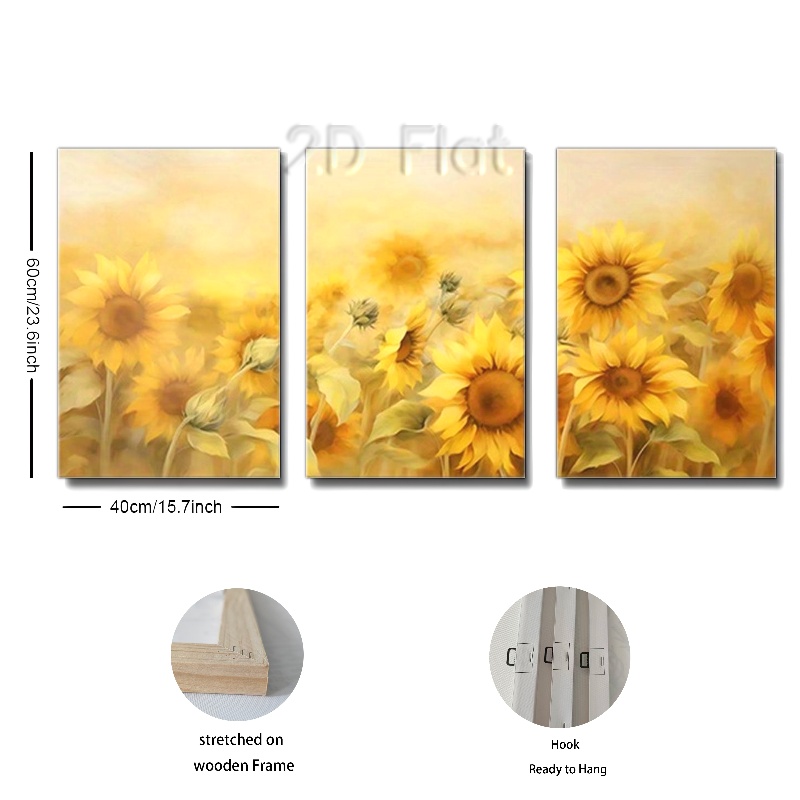 2D Flat
60cm/23.6inch
40cm/15.7inch
stretched on
wooden Frame
Hook
Ready to Hang